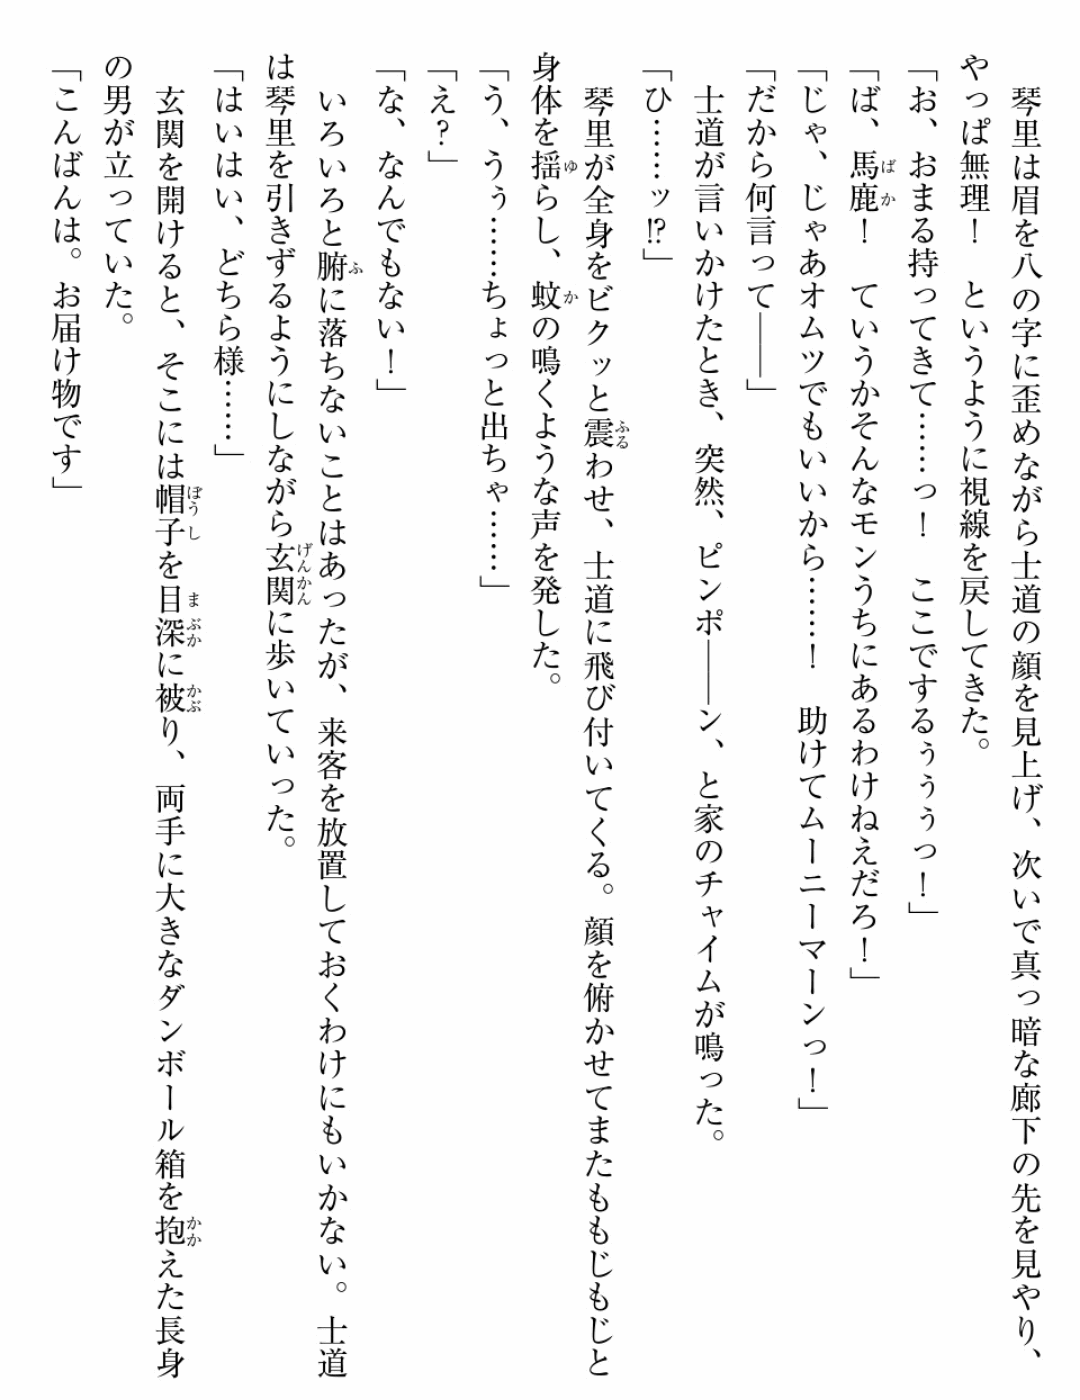 琴里は眉を八の字に歪めながら士道の顔を見上げ、次いで真っ暗な廊下の先を見やり、
やっぱ無理！　というように視線を戻してきた。
「お、おまる持ってきて……っ！　ここでするぅぅぅっ！」
「ば、馬鹿！　ていうかそんなモンうちにあるわけねえだろ！」
「じゃ、じゃあオムツでもいいから……！　助けてムーニーマーンっ！」
「だから何言って――」
士道が言いかけたとき、突然、ピンポ――ン、と家のチャイムが鳴った。
「ひ……ッ⁉」
琴里が全身をビクッと震わせ、士道に飛び付いてくる。顔を俯かせてまたももじもじと
身体を揺らし、蚊の鳴くような声を発した。
「う、うぅ……ちょっと出ちゃ……」
「え？」
「な、なんでもない！」
いろいろと腑に落ちないことはあったが、来客を放置しておくわけにもいかない。士道
は琴里を引きずるようにしながら玄関に歩いていった。
「はいはい、どちら様……」
玄関を開けると、そこには帽子を目深に被り、両手に大きなダンボール箱を抱えた長身
の男が立っていた。
「こんばんは。お届け物です」